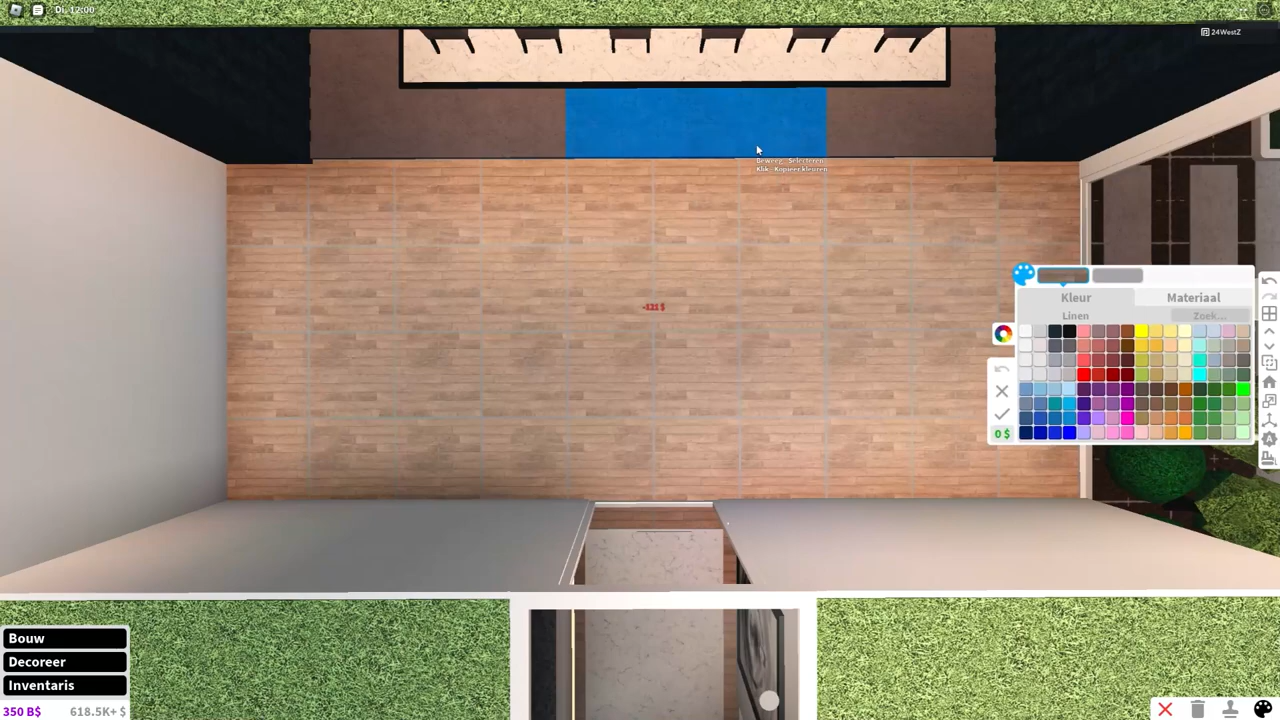 Di, 12:00
24WestZ
Beweeg - Selecteren
Klik - Kopieer kleuren
-121 $
Kleur
Materiaal
Linen
Zoek...
0 $
Bouw
Decoreer
Inventaris
350 B$
618.5K+ $